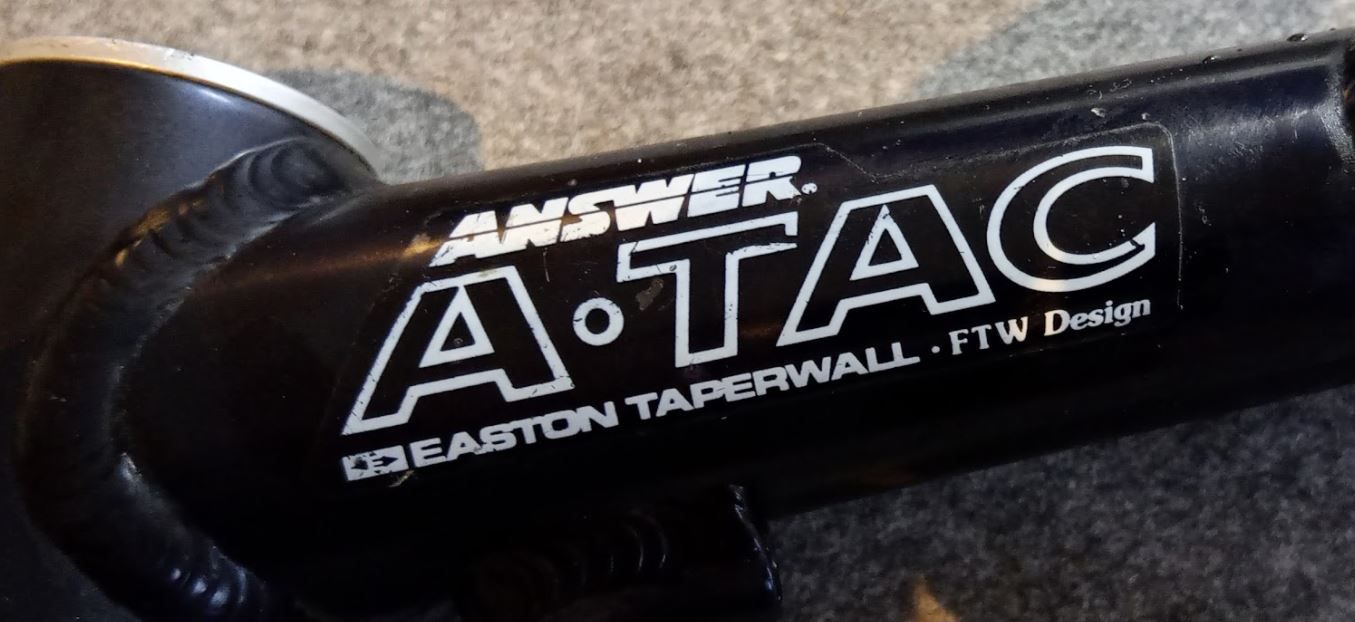 ANSWER.
A•TAC
EASTON TAPERWALL • FTW Design